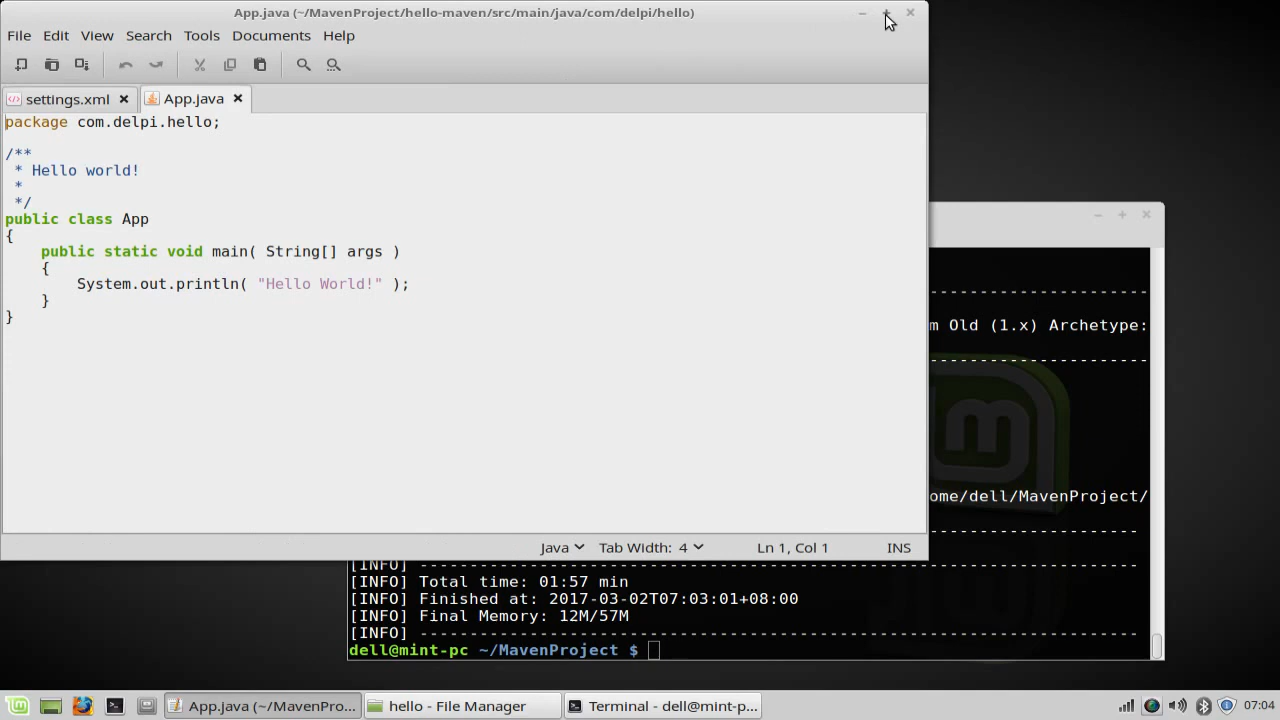 App.java (~/MavenProject/hello-maven/src/main/java/com/delpi/hello)
File Edit View Search Tools Documents Help
settings.xml App.java
package com.delpi.hello;
/**
 * Hello world!
 *
 */
public class App
{
    public static void main( String[] args )
    {
        System.out.println( "Hello World!" );
    }
}
Java Tab Width: 4 Ln 1, Col 1 INS
---------------------
m Old (1.x) Archetype:
---------------------
ome/dell/MavenProject/
---------------------
[INFO] ------------------------------------------------------------------------
[INFO] Total time: 01:57 min
[INFO] Finished at: 2017-03-02T07:03:01+08:00
[INFO] Final Memory: 12M/57M
[INFO] ------------------------------------------------------------------------
dell@mint-pc ~/MavenProject $
App.java (~/MavenPro... hello - File Manager Terminal - dell@mint-p... 07:04